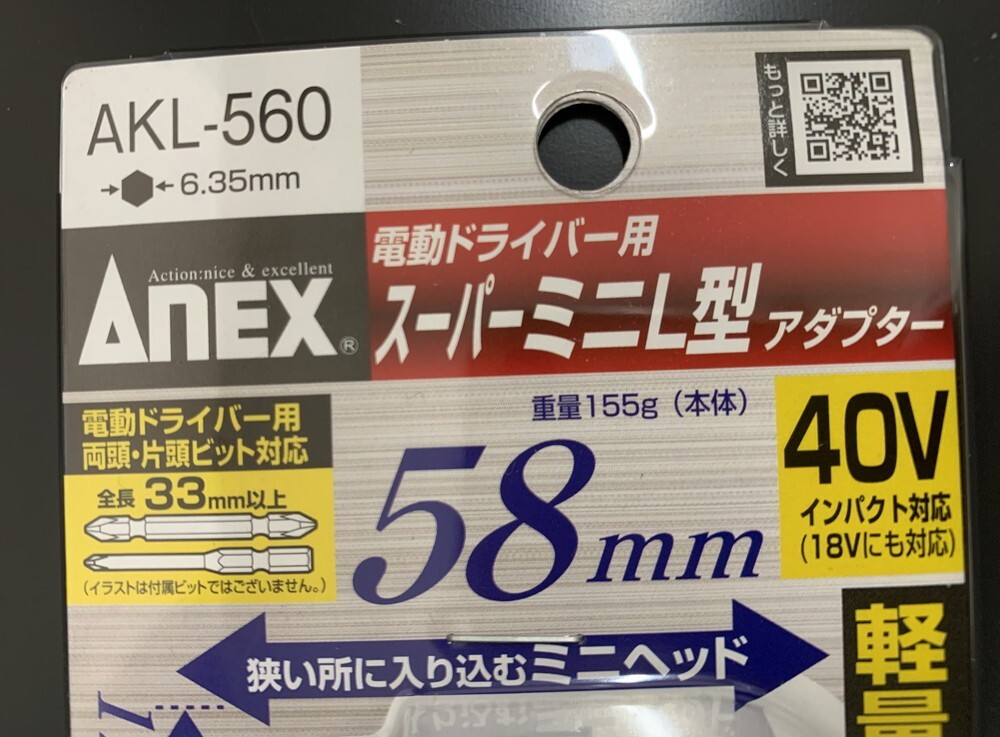 AKL-560
6.35mm
もっと詳しく
Action:nice & excellent
ANEX®
電動ドライバー用
スーパーミニL型アダプター
電動ドライバー用
両頭・片頭ビット対応
全長33mm以上
(イラストは付属ビットではございません。)
重量155g（本体）
58mm
40V
インパクト対応
(18Vにも対応)
狭い所に入り込むミニヘッド
軽量